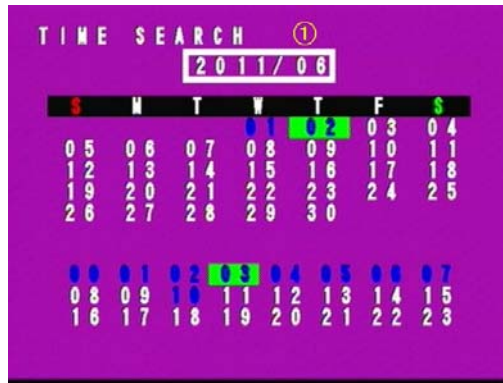 TIME SEARCH ①
2011/06
S M T W T F S
01 02 03 04
05 06 07 08 09 10 11
12 13 14 15 16 17 18
19 20 21 22 23 24 25
26 27 28 29 30
00 01 02 03 04 05 06 07
08 09 10 11 12 13 14 15
16 17 18 19 20 21 22 23